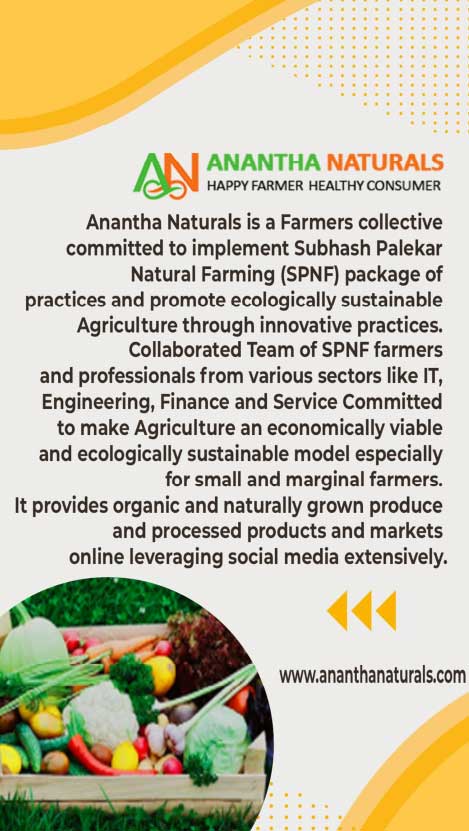 AN ANANTHA NATURALS
HAPPY FARMER HEALTHY CONSUMER
Anantha Naturals is a Farmers collective
committed to implement Subhash Palekar
Natural Farming (SPNF) package of
practices and promote ecologically sustainable
Agriculture through innovative practices.
Collaborated Team of SPNF farmers
and professionals from various sectors like IT,
Engineering, Finance and Service Committed
to make Agriculture an economically viable
and ecologically sustainable model especially
for small and marginal farmers.
It provides organic and naturally grown produce
and processed products and markets
online leveraging social media extensively.
www.ananthanaturals.com